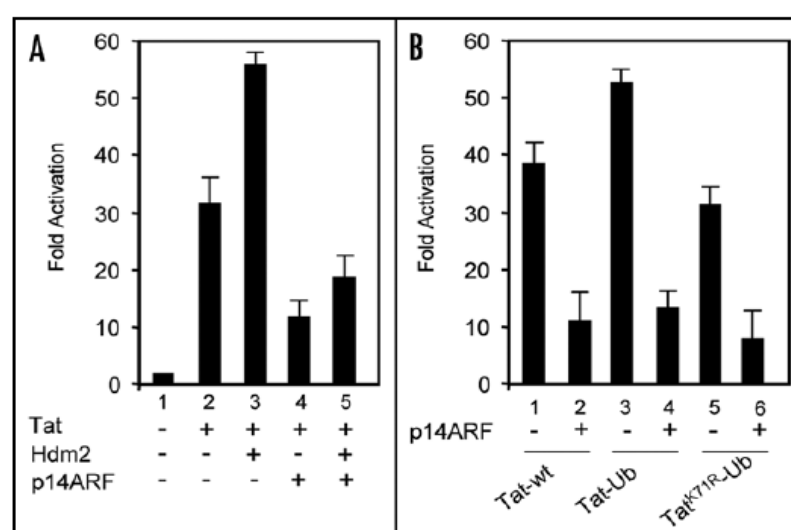 A
Fold Activation
60
50
40
30
20
10
0
1 2 3 4 5
Tat - + + + +
Hdm2 - - + - +
p14ARF - - - + +
B
Fold Activation
60
50
40
30
20
10
0
1 2 3 4 5 6
p14ARF - + - + - +
Tat-wt
Tat-Ub
TatK71R-Ub